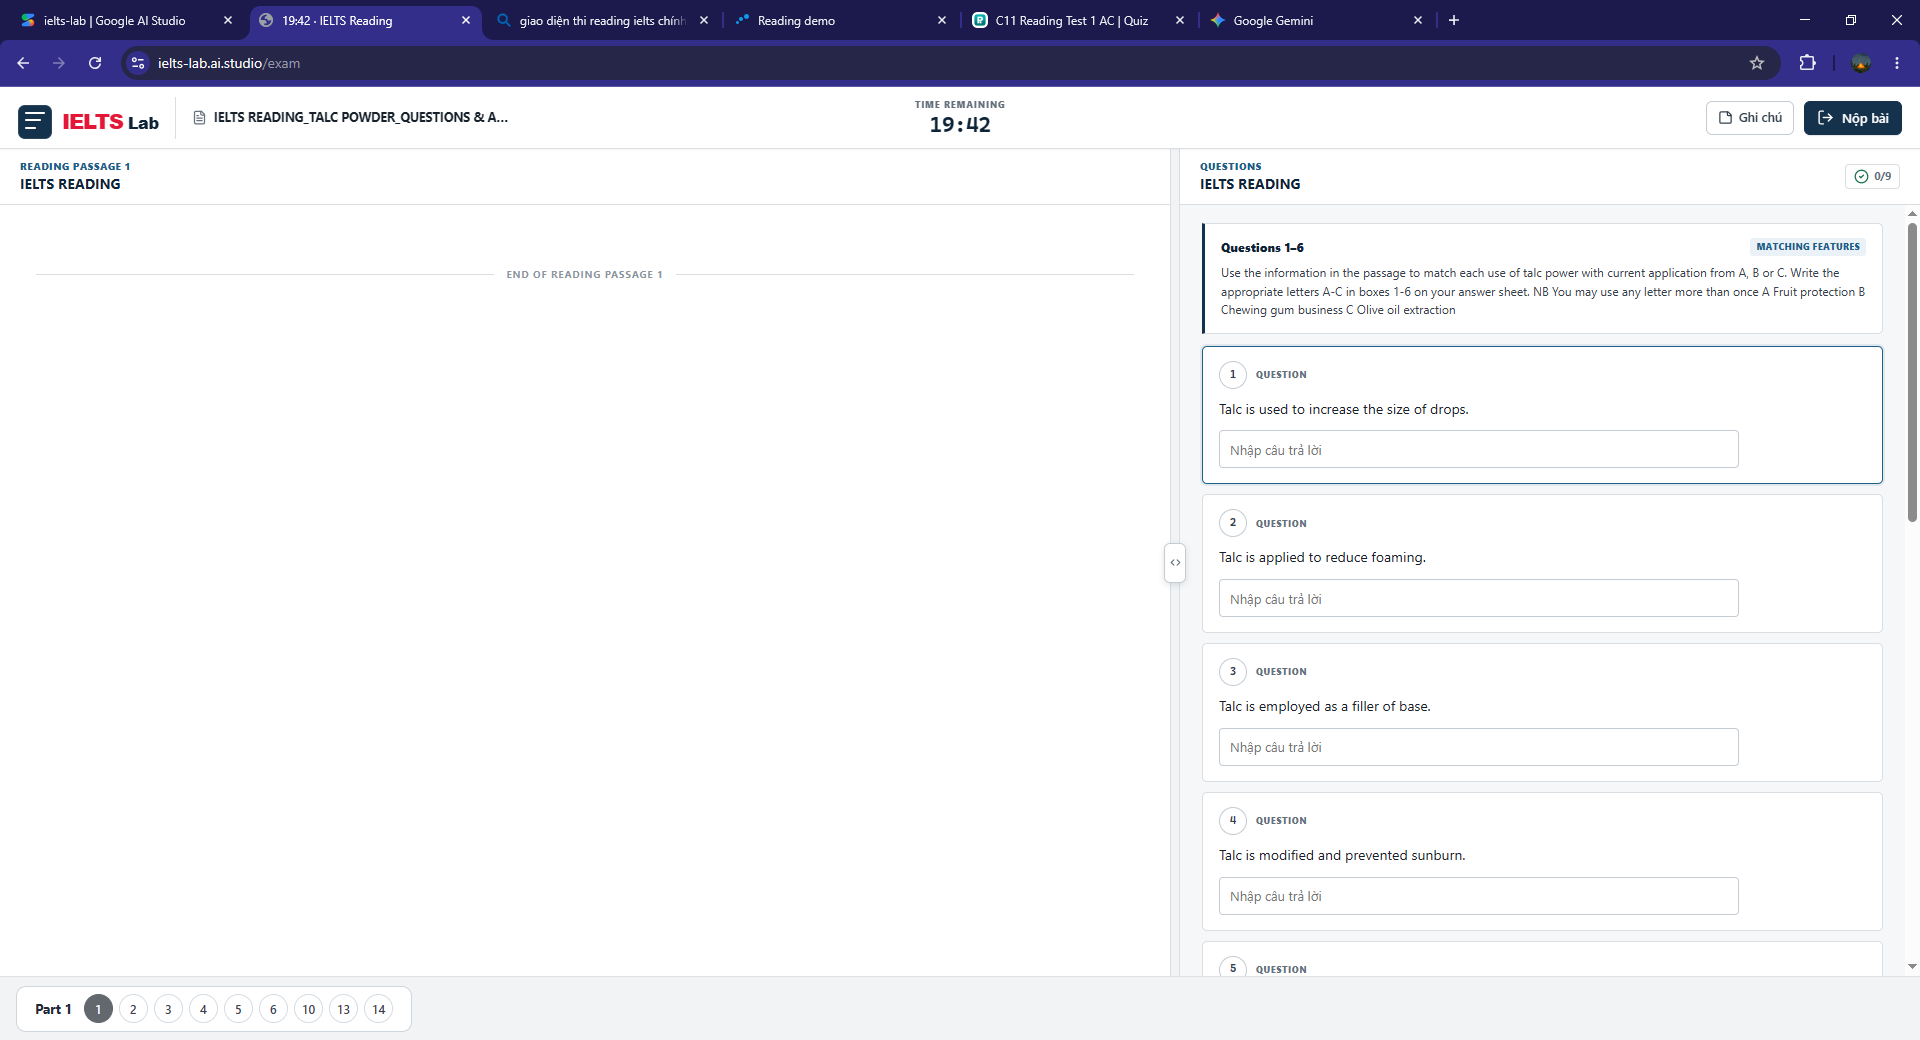 ielts-lab | Google AI Studio
19:42 · IELTS Reading
giao diện thi reading ielts chính
Reading demo
C11 Reading Test 1 AC | Quiz
Google Gemini
ielts-lab.ai.studio/exam
IELTS Lab
IELTS READING_TALC POWDER_QUESTIONS & A...
TIME REMAINING
19:42
Ghi chú
Nộp bài
READING PASSAGE 1
IELTS READING
END OF READING PASSAGE 1
QUESTIONS
IELTS READING
0/9
Questions 1–6
MATCHING FEATURES
Use the information in the passage to match each use of talc power with current application from A, B or C. Write the
appropriate letters A-C in boxes 1-6 on your answer sheet. NB You may use any letter more than once A Fruit protection B
Chewing gum business C Olive oil extraction
1 QUESTION
Talc is used to increase the size of drops.
Nhập câu trả lời
2 QUESTION
Talc is applied to reduce foaming.
Nhập câu trả lời
3 QUESTION
Talc is employed as a filler of base.
Nhập câu trả lời
4 QUESTION
Talc is modified and prevented sunburn.
Nhập câu trả lời
5 QUESTION
Part 1 1 2 3 4 5 6 10 13 14